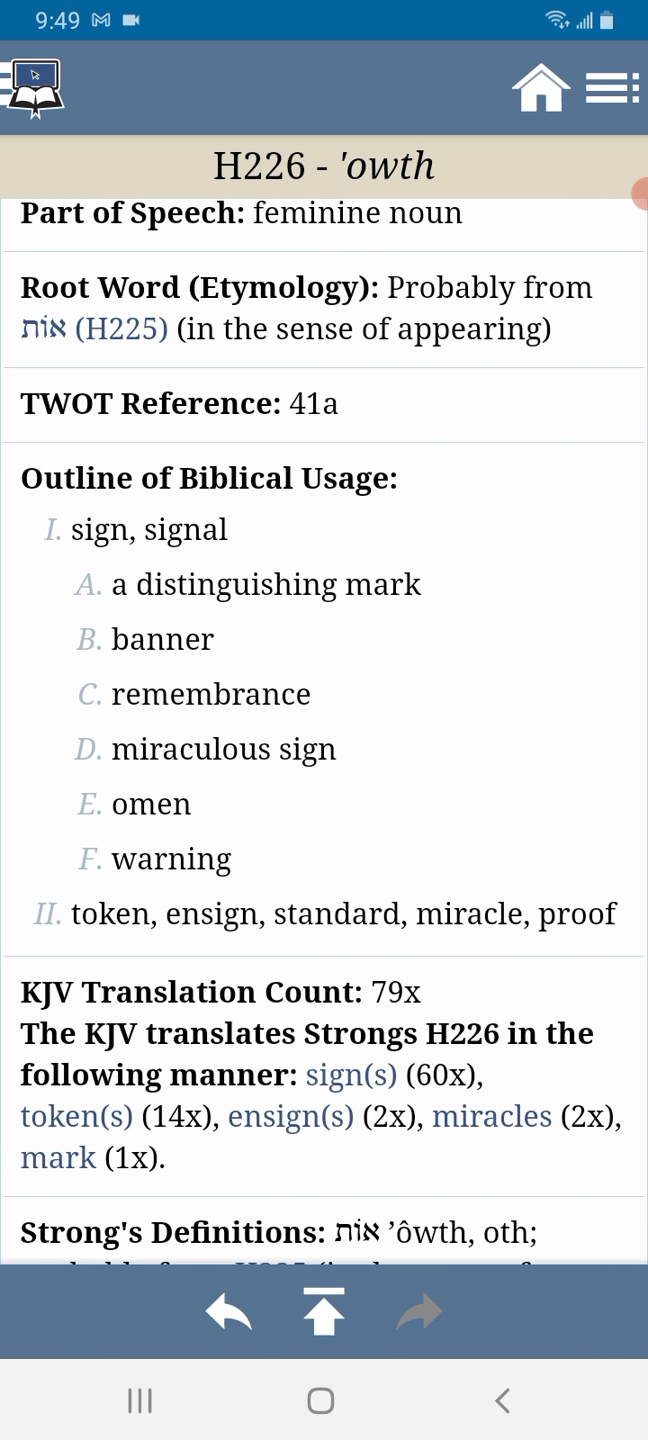 9:49
H226 - 'owth
Part of Speech: feminine noun
Root Word (Etymology): Probably from
אוֹת (H225) (in the sense of appearing)
TWOT Reference: 41a
Outline of Biblical Usage:
I. sign, signal
A. a distinguishing mark
B. banner
C. remembrance
D. miraculous sign
E. omen
F. warning
II. token, ensign, standard, miracle, proof
KJV Translation Count: 79x
The KJV translates Strongs H226 in the
following manner: sign(s) (60x),
token(s) (14x), ensign(s) (2x), miracles (2x),
mark (1x).
Strong's Definitions: אוֹת ’ôwth, oth;